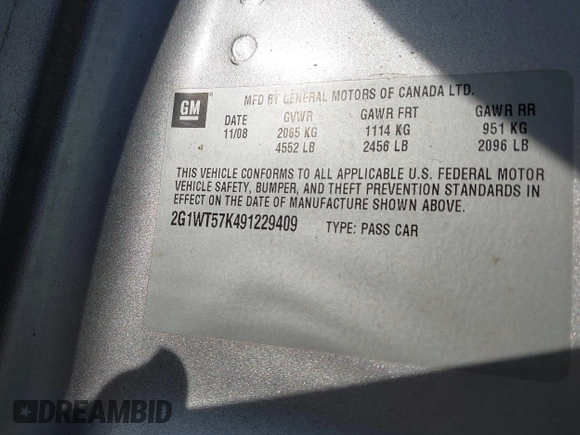 GM
MFD BY GENERAL MOTORS OF CANADA LTD.
DATE GVWR GAWR FRT GAWR RR
11/08 2065 KG 1114 KG 951 KG
4552 LB 2456 LB 2096 LB
THIS VEHICLE CONFORMS TO ALL APPLICABLE U.S. FEDERAL MOTOR
VEHICLE SAFETY, BUMPER, AND THEFT PREVENTION STANDARDS IN
EFFECT ON THE DATE OF MANUFACTURE SHOWN ABOVE.
2G1WT57K491229409 TYPE: PASS CAR
DREAMBID